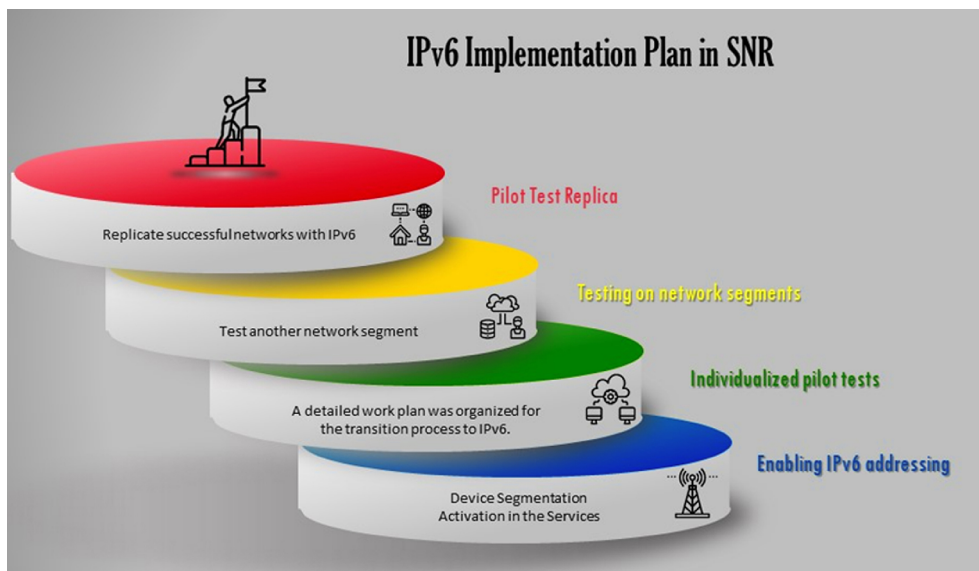 IPv6 Implementation Plan in SNR
Pilot Test Replica
Replicate successful networks with IPv6
Testing on network segments
Test another network segment
Individualized pilot tests
A detailed work plan was organized for
the transition process to IPv6.
Enabling IPv6 addressing
Device Segmentation
Activation in the Services